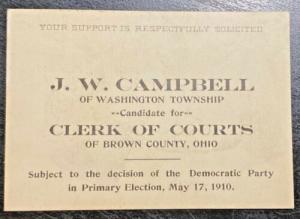 YOUR SUPPORT IS RESPECTFULLY SOLICITED
J. W. CAMPBELL
OF WASHINGTON TOWNSHIP
--Candidate for--
CLERK OF COURTS
OF BROWN COUNTY, OHIO
Subject to the decision of the Democratic Party
in Primary Election, May 17, 1910.